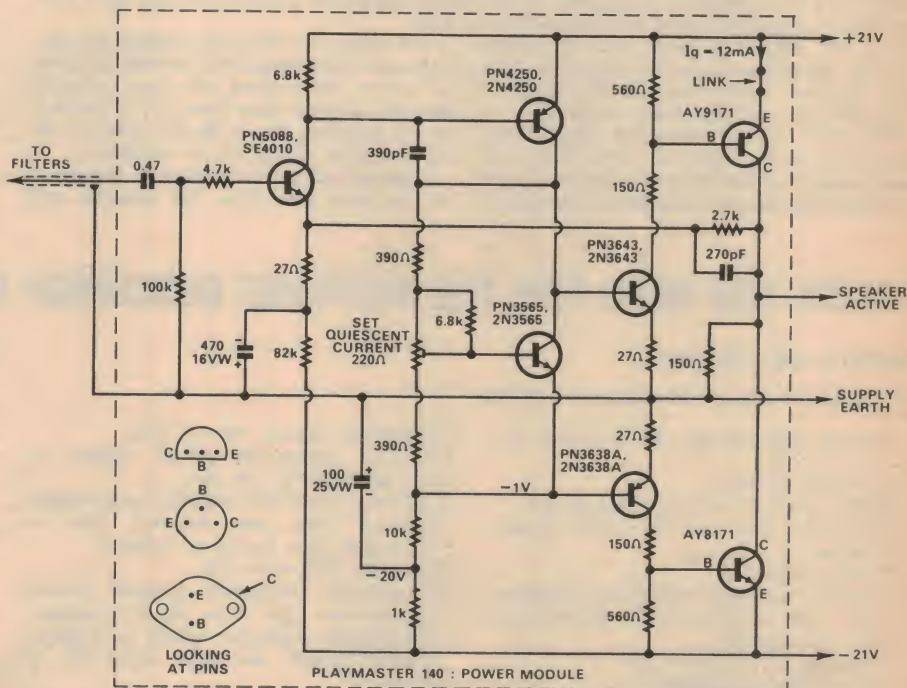 +21V
Iq = 12mA
LINK
AY9171
E
B
C
6.8k
PN4250,
2N4250
560Ω
PN5088,
SE4010
TO
FILTERS
0.47
4.7k
390pF
150Ω
2.7k
270pF
100k
27Ω
390Ω
PN3643,
2N3643
SPEAKER
ACTIVE
6.8k
PN3565,
2N3565
SET
QUIESCENT
CURRENT
220Ω
470
16VW
-
+
82k
27Ω
150Ω
SUPPLY
EARTH
27Ω
C
E
B
390Ω
PN3638A,
2N3638A
100
25VW
+
-
-1V
B
E
C
10k
150Ω
AY8171
C
B
E
-20V
C
E
B
1k
560Ω
LOOKING
AT PINS
-21V
PLAYMASTER 140 : POWER MODULE